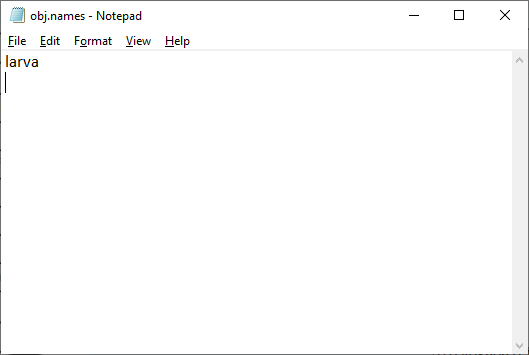 obj.names - Notepad
File Edit Format View Help
larva